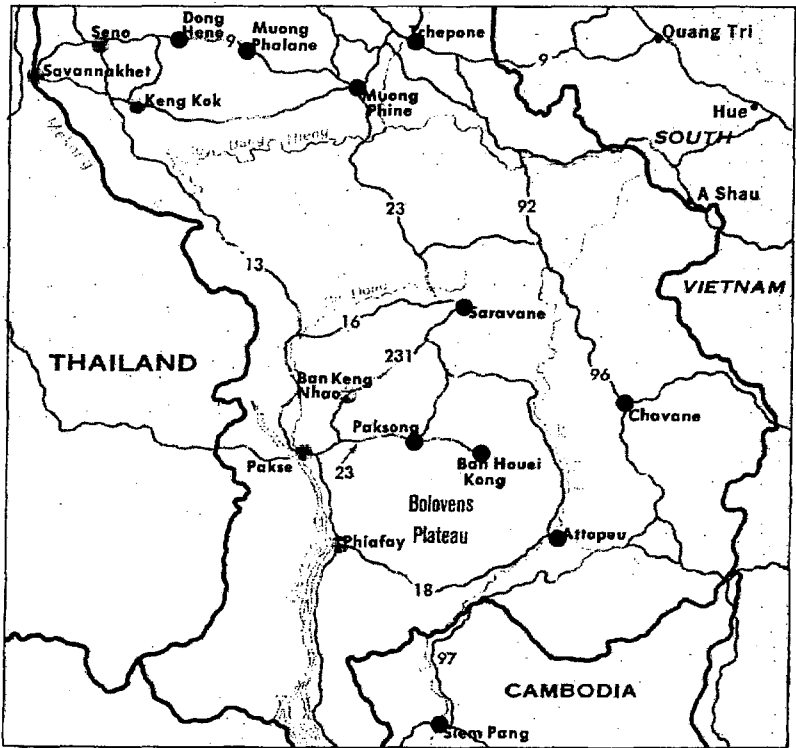 Dong
Hene
Muong
Phalane
Seno
9
Tchepone
Quang Tri
9
Savannakhet
Keng Kok
Muong
Phine
Hue
Mekong
SOUTH
A Shau
23
92
13
VIETNAM
Saravane
16
THAILAND
231
96
Ban Keng
Nhao
Chavane
Paksong
Pakse
23
Ban Houei
Kong
Bolovens
Plateau
Phiafay
Attopeu
18
97
CAMBODIA
Siem Pang